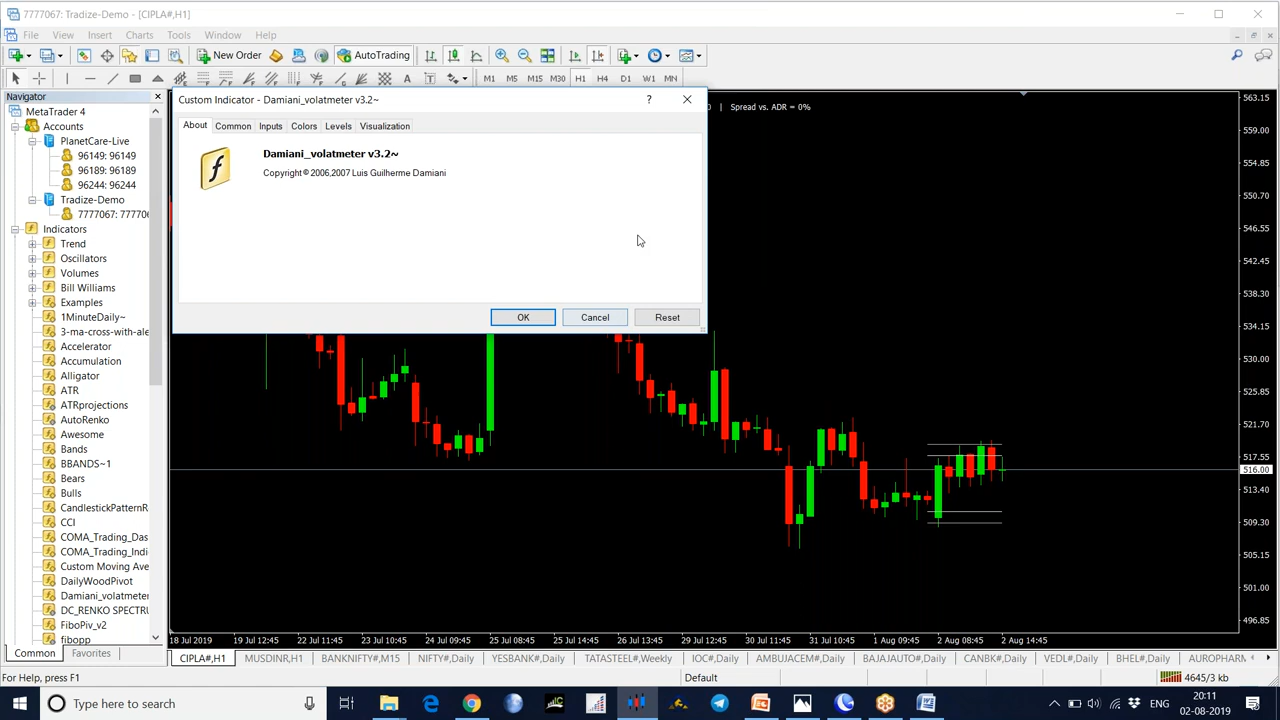 7777067: Tradize-Demo - [CIPLA#,H1]
File View Insert Charts Tools Window Help
New Order AutoTrading
M1 M5 M15 M30 H1 H4 D1 W1 MN
Navigator
MetaTrader 4
Accounts
PlanetCare-Live
96149: 96149
96189: 96189
96244: 96244
Tradize-Demo
7777067: 77770
Indicators
Trend
Oscillators
Volumes
Bill Williams
Examples
1MinuteDaily~
3-ma-cross-with-ale
Accelerator
Accumulation
Alligator
ATR
ATRprojections
AutoRenko
Awesome
Bands
BBANDS~1
Bears
Bulls
CandlestickPatternR
CCI
COMA_Trading_Das
COMA_Trading_Indi
Custom Moving Ave
DailyWoodPivot
Damiani_volatmeter
DC_RENKO SPECTRU
FiboPiv_v2
fibopp
Common Favorites
Custom Indicator - Damiani_volatmeter v3.2~
? 
About Common Inputs Colors Levels Visualization
Damiani_volatmeter v3.2~
Copyright © 2006,2007 Luis Guilherme Damiani
OK Cancel Reset
0 | Spread vs. ADR = 0%
563.15
559.00
554.85
550.70
546.55
542.45
538.30
534.15
530.00
525.85
521.70
517.55
516.00
513.40
509.30
505.15
501.00
496.85
18 Jul 2019 19 Jul 12:45 22 Jul 11:45 23 Jul 10:45 24 Jul 09:45 25 Jul 08:45 25 Jul 14:45 26 Jul 13:45 29 Jul 12:45 30 Jul 11:45 31 Jul 10:45 1 Aug 09:45 2 Aug 08:45 2 Aug 14:45
CIPLA#,H1 MUSDINR,H1 BANKNIFTY#,M15 NIFTY#,Daily YESBANK#,Daily TATASTEEL#,Weekly IOC#,Daily AMBUJACEM#,Daily BAJAJAUTO#,Daily CANBK#,Daily VEDL#,Daily BHEL#,Daily AUROPHARM
For Help, press F1 Default 4645/3 kb
Type here to search
ENG
20:11
02-08-2019